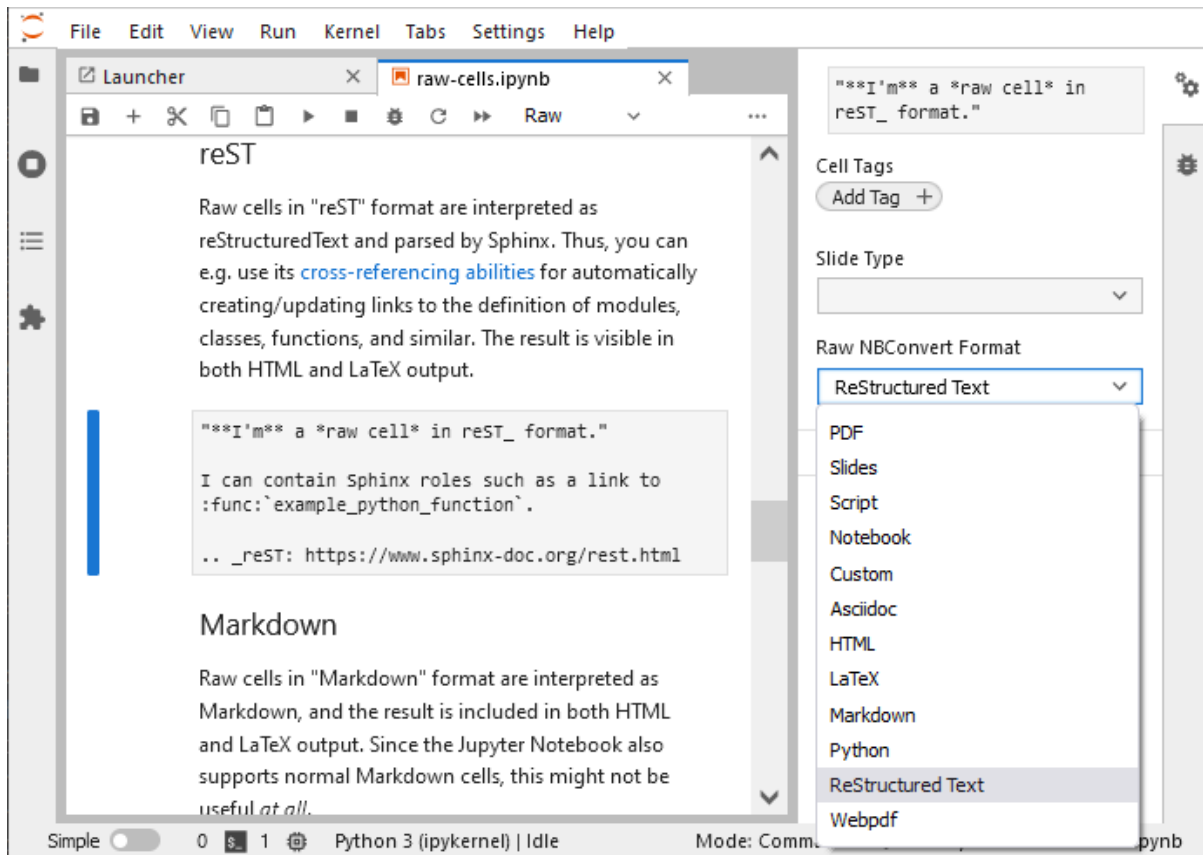 File Edit View Run Kernel Tabs Settings Help
Launcher
raw-cells.ipynb
Raw
reST
Raw cells in "reST" format are interpreted as
reStructuredText and parsed by Sphinx. Thus, you can
e.g. use its cross-referencing abilities for automatically
creating/updating links to the definition of modules,
classes, functions, and similar. The result is visible in
both HTML and LaTeX output.
"**I'm** a *raw cell* in reST_ format."
I can contain Sphinx roles such as a link to
:func:`example_python_function`.
.. _reST: https://www.sphinx-doc.org/rest.html
Markdown
Raw cells in "Markdown" format are interpreted as
Markdown, and the result is included in both HTML
and LaTeX output. Since the Jupyter Notebook also
supports normal Markdown cells, this might not be
useful at all.
"**I'm** a *raw cell* in
reST_ format."
Cell Tags
Add Tag +
Slide Type
Raw NBConvert Format
ReStructured Text
PDF
Slides
Script
Notebook
Custom
Asciidoc
HTML
LaTeX
Markdown
Python
ReStructured Text
Webpdf
Simple 0 $_ 1 Python 3 (ipykernel) | Idle Mode: Comm ipynb